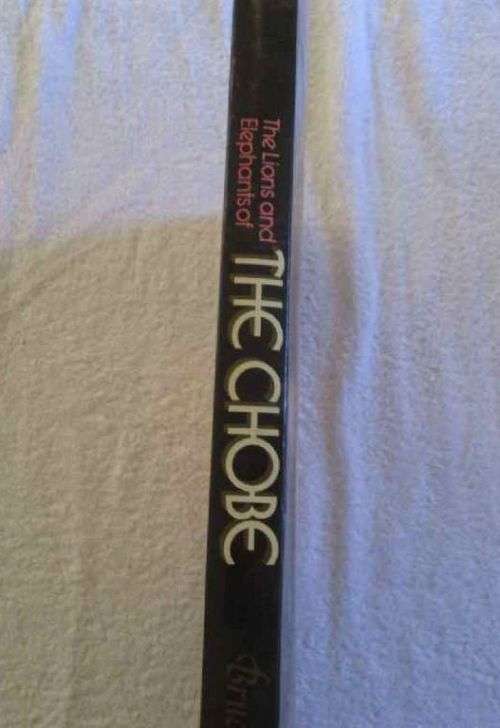 The Lions and
Elephants of
THE CHOBE